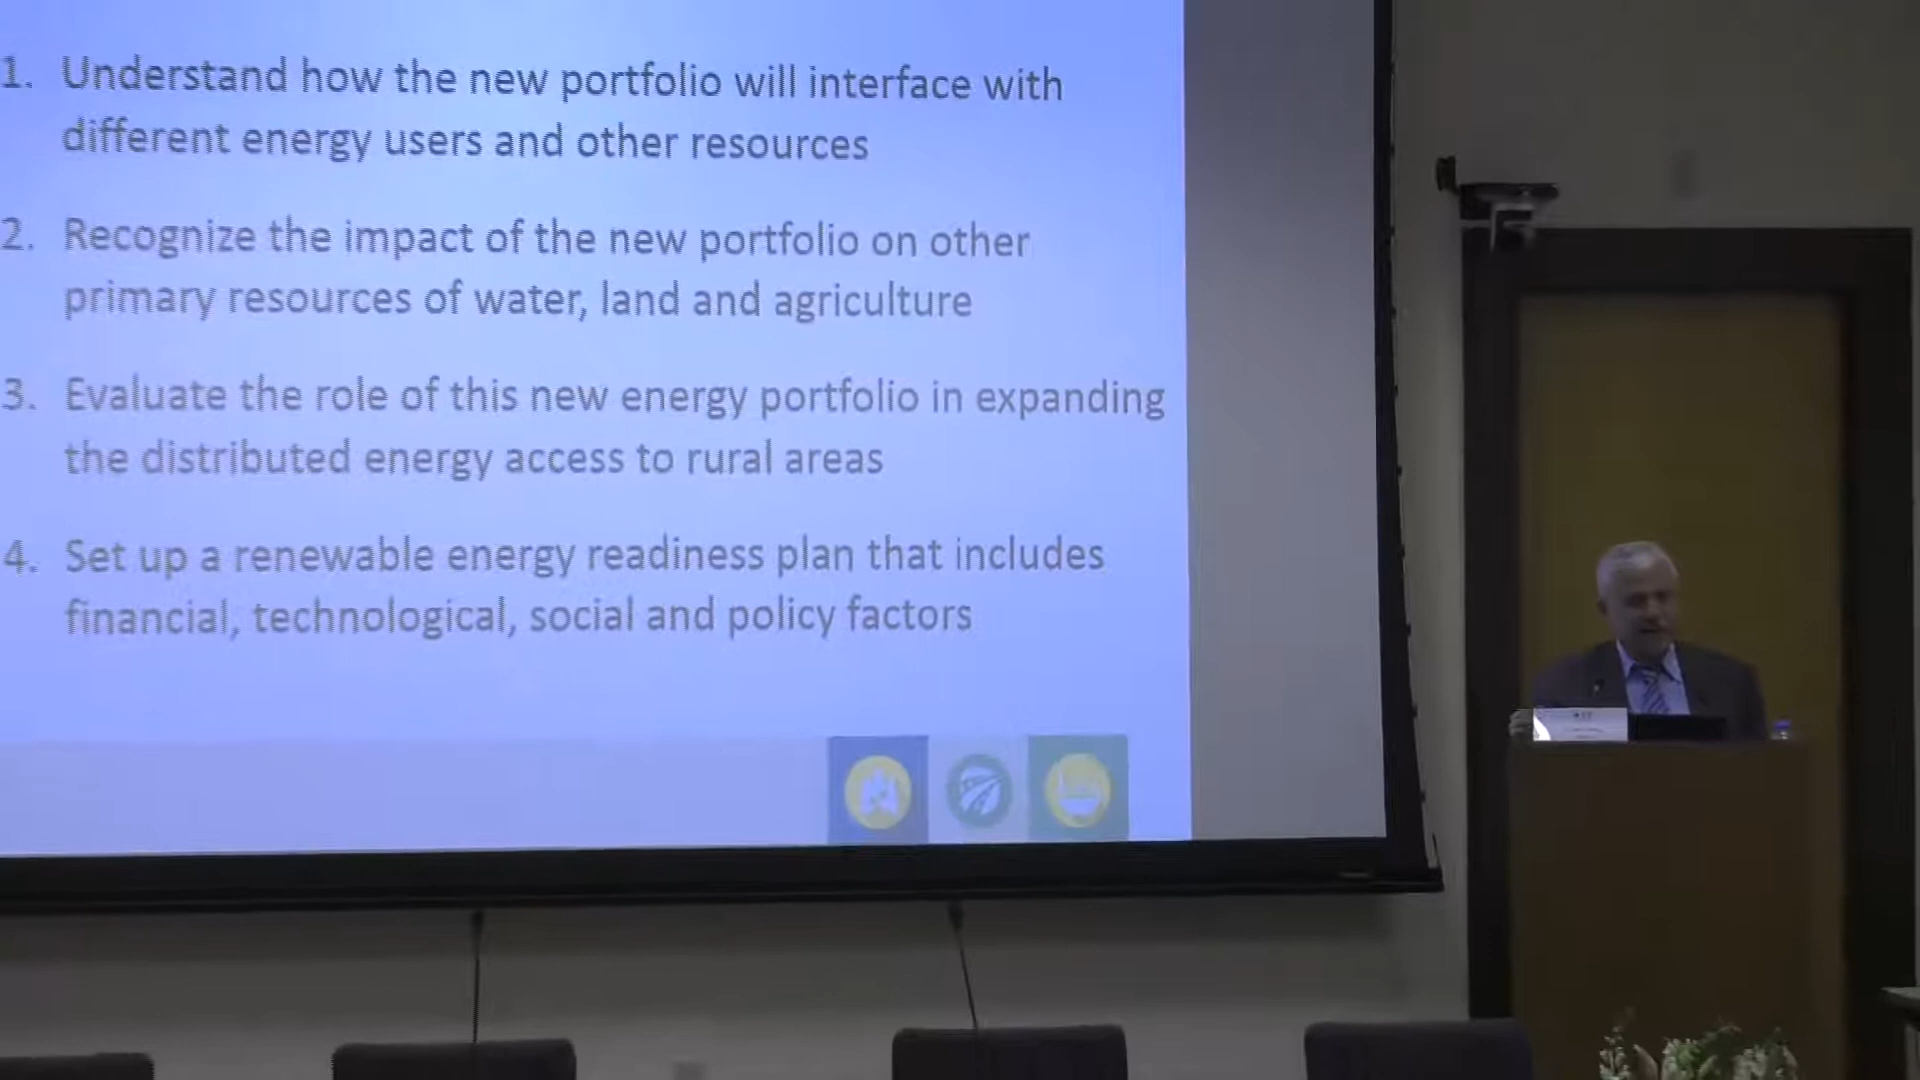 1. Understand how the new portfolio will interface with
different energy users and other resources
2. Recognize the impact of the new portfolio on other
primary resources of water, land and agriculture
3. Evaluate the role of this new energy portfolio in expanding
the distributed energy access to rural areas
4. Set up a renewable energy readiness plan that includes
financial, technological, social and policy factors